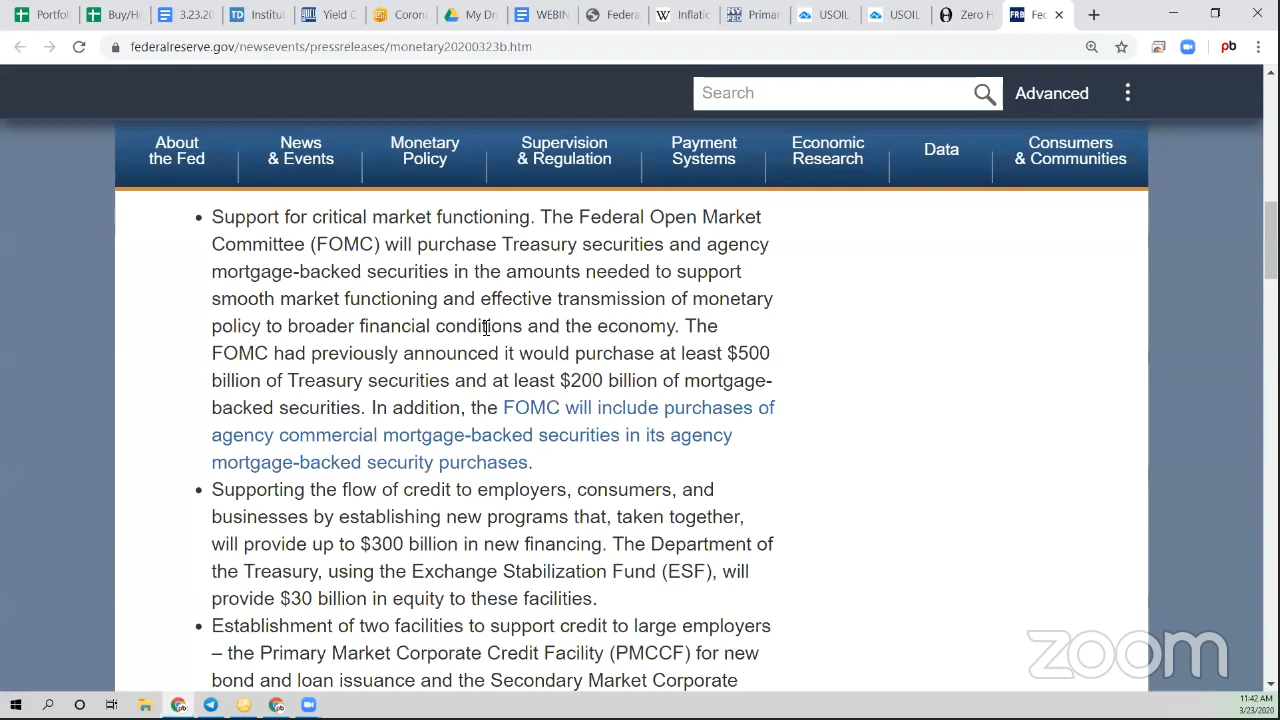 Portfol
Buy/Ho
3.23.20
Institut
Yield C
Corona
My Dr
WEBIN
Federa
Inflatio
Primar
USOIL
USOIL
Zero H
Fed
federalreserve.gov/newsevents/pressreleases/monetary20200323b.htm
Search
Advanced
About
the Fed
News
& Events
Monetary
Policy
Supervision
& Regulation
Payment
Systems
Economic
Research
Data
Consumers
& Communities
• Support for critical market functioning. The Federal Open Market
Committee (FOMC) will purchase Treasury securities and agency
mortgage-backed securities in the amounts needed to support
smooth market functioning and effective transmission of monetary
policy to broader financial conditions and the economy. The
FOMC had previously announced it would purchase at least $500
billion of Treasury securities and at least $200 billion of mortgage-
backed securities. In addition, the FOMC will include purchases of
agency commercial mortgage-backed securities in its agency
mortgage-backed security purchases.
• Supporting the flow of credit to employers, consumers, and
businesses by establishing new programs that, taken together,
will provide up to $300 billion in new financing. The Department of
the Treasury, using the Exchange Stabilization Fund (ESF), will
provide $30 billion in equity to these facilities.
• Establishment of two facilities to support credit to large employers
– the Primary Market Corporate Credit Facility (PMCCF) for new
bond and loan issuance and the Secondary Market Corporate
zoom
11:42 AM
3/23/2020